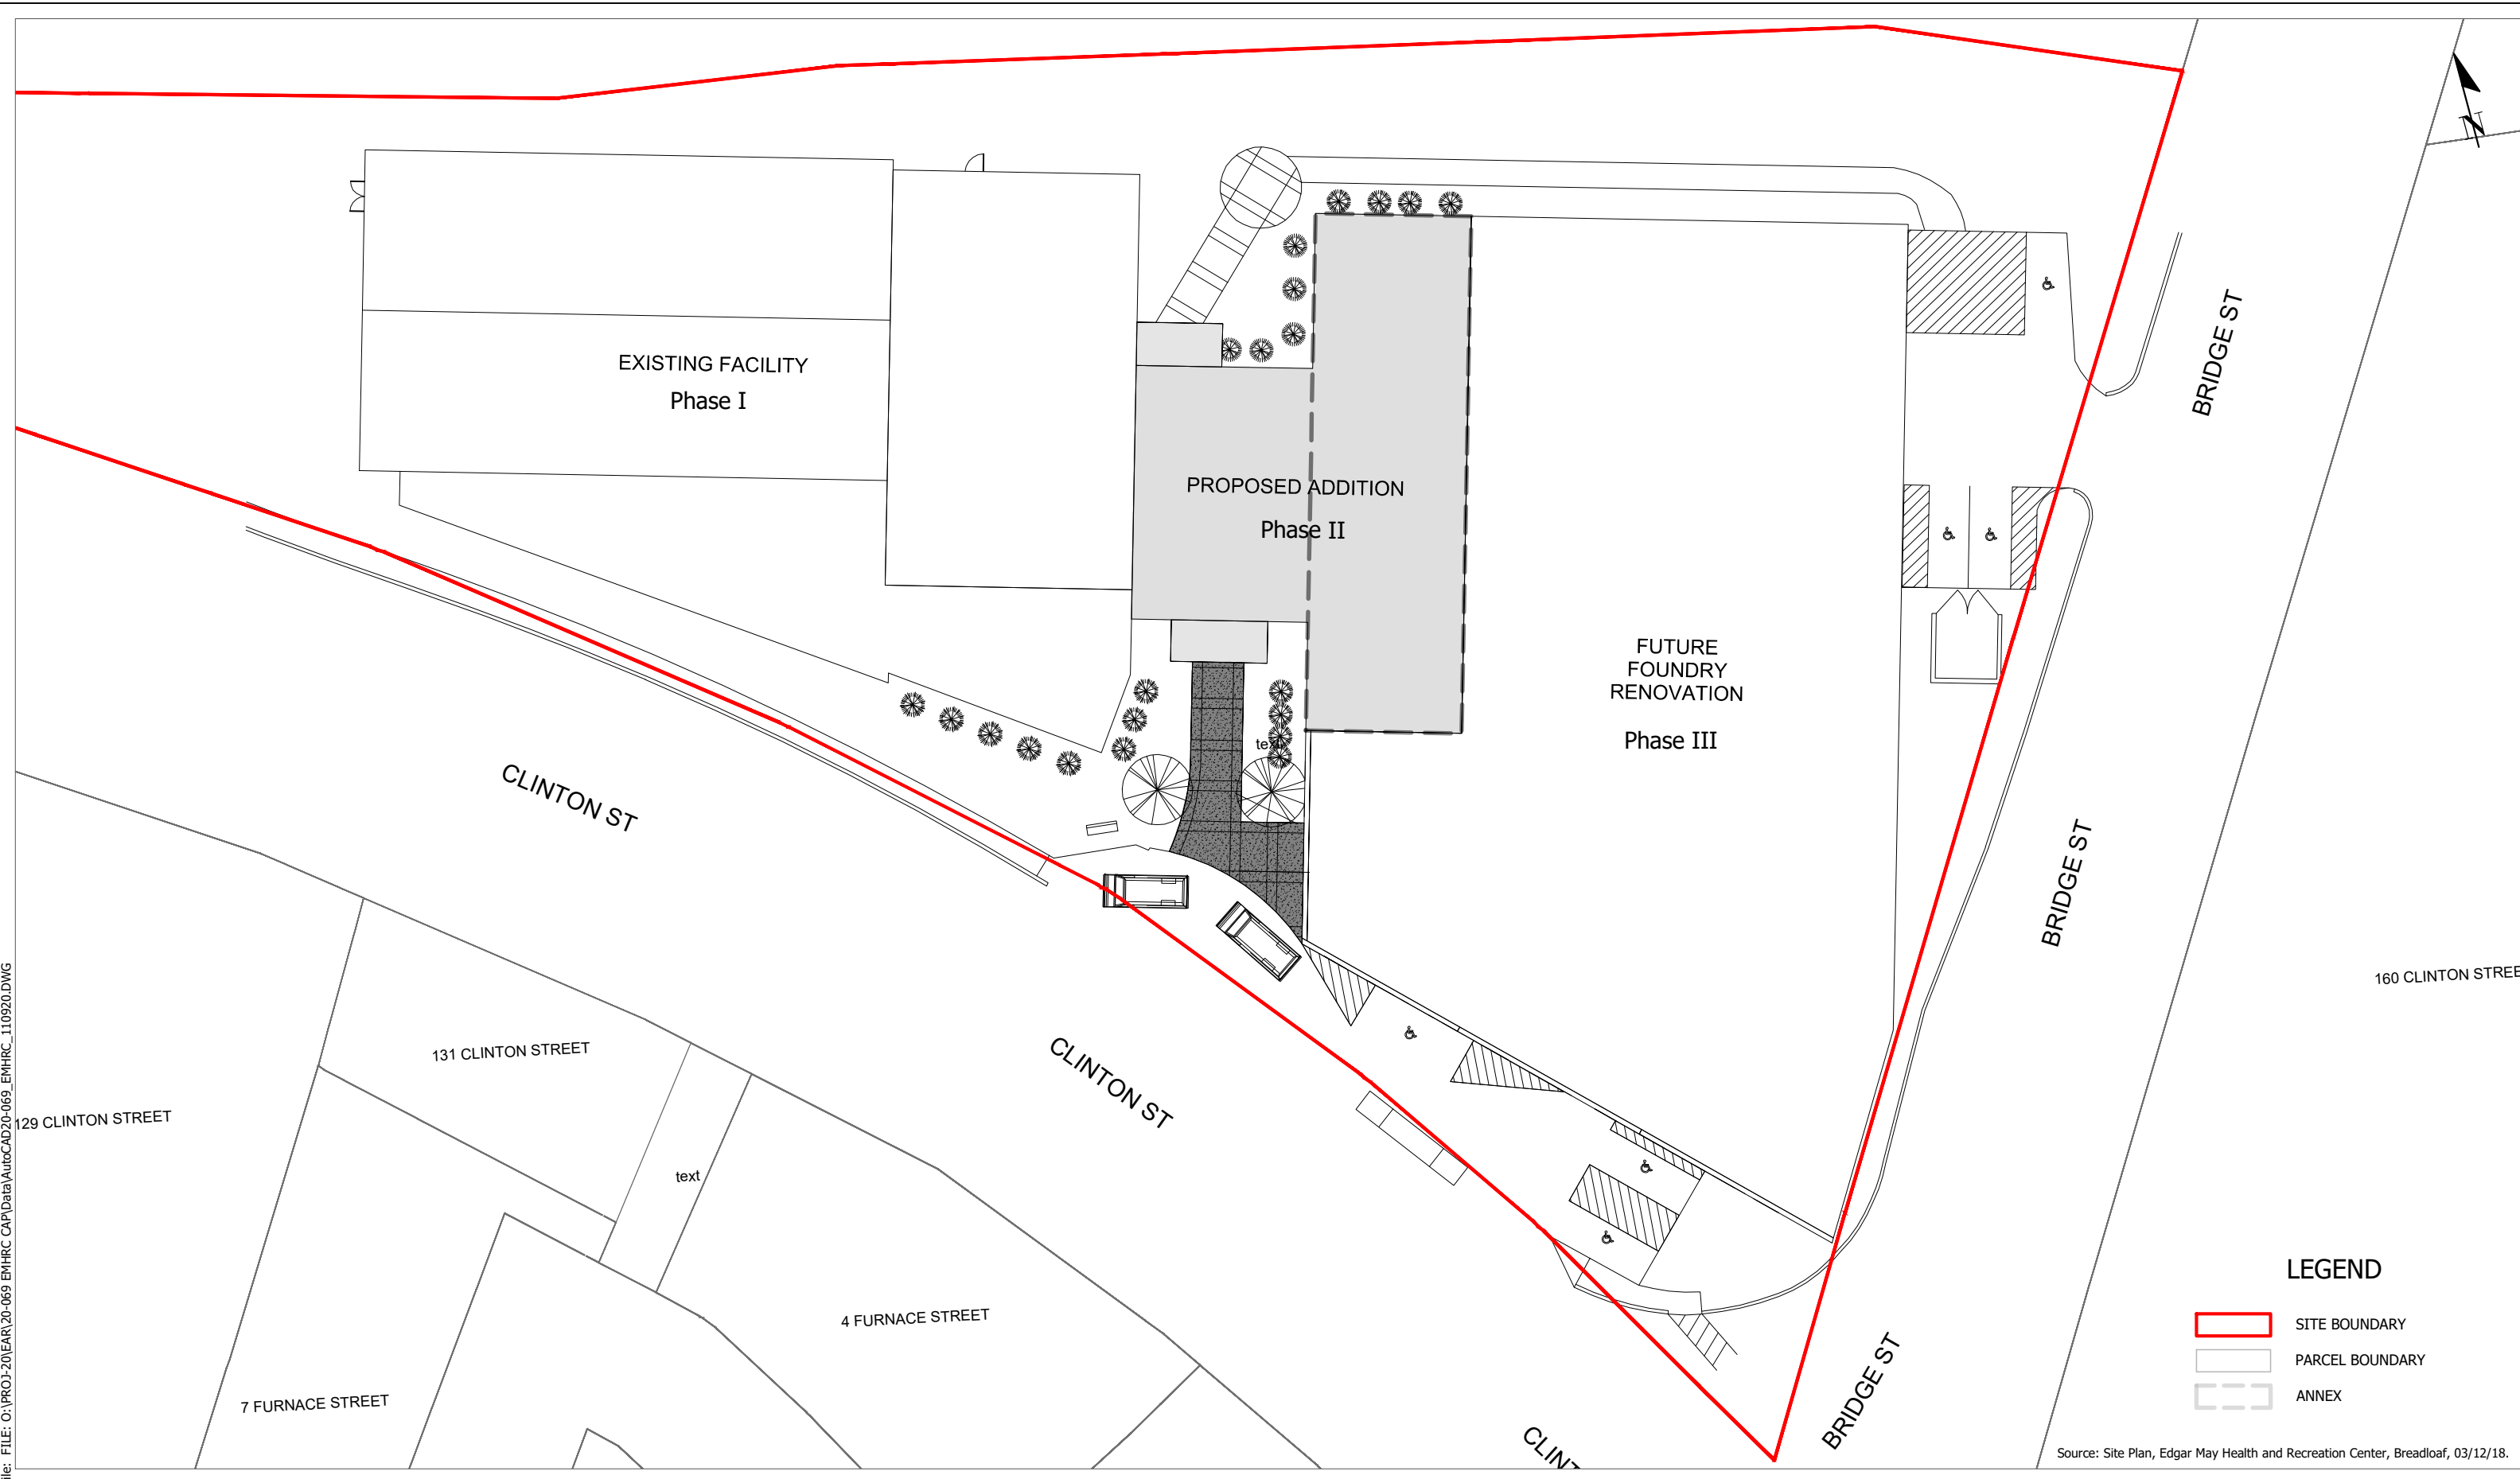 EXISTING FACILITY
Phase I
PROPOSED ADDITION
Phase II
FUTURE
FOUNDRY
RENOVATION
Phase III
BRIDGE ST
BRIDGE ST
BRIDGE ST
CLINTON ST
CLINTON ST
text
160 CLINTON STREE
131 CLINTON STREET
129 CLINTON STREET
text
4 FURNACE STREET
7 FURNACE STREET
N
LEGEND
SITE BOUNDARY
PARCEL BOUNDARY
ANNEX
Source: Site Plan, Edgar May Health and Recreation Center, Breadloaf, 03/12/18.
ile: FILE: O:\PROJ-20\EAR\20-069 EMHRC CAP\Data\AutoCAD20-069_EMHRC_110920.DWG